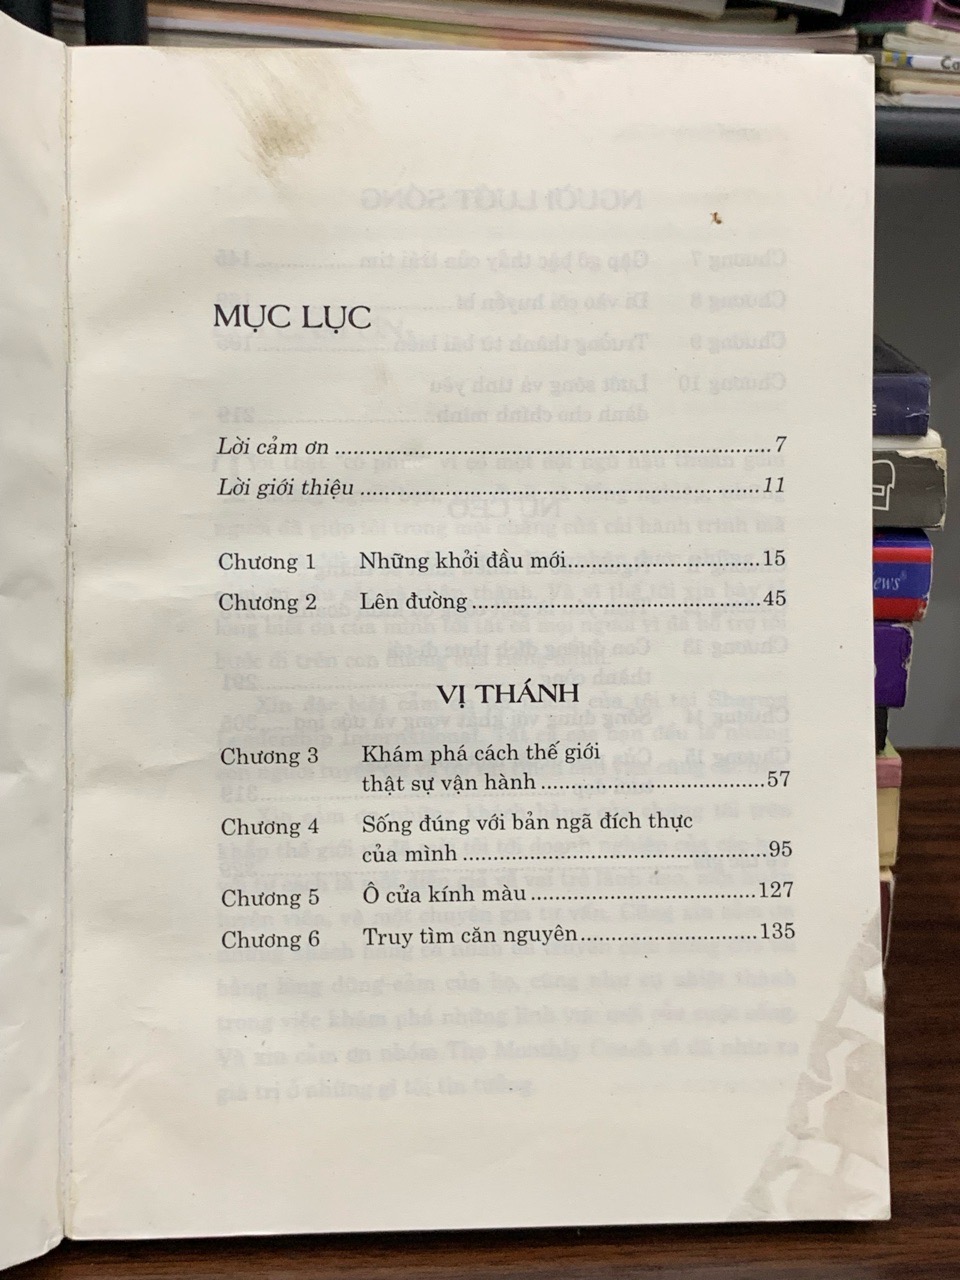 MỤC LỤC
Lời cảm ơn ........................ 7
Lời giới thiệu ........................ 11
Chương 1 Những khởi đầu mới ........................ 15
Chương 2 Lên đường ........................ 45
VỊ THÁNH
Chương 3 Khám phá cách thế giới
thật sự vận hành ........................ 57
Chương 4 Sống đúng với bản ngã đích thực
của mình ........................ 95
Chương 5 Ô cửa kính màu ........................ 127
Chương 6 Truy tìm căn nguyên ........................ 135